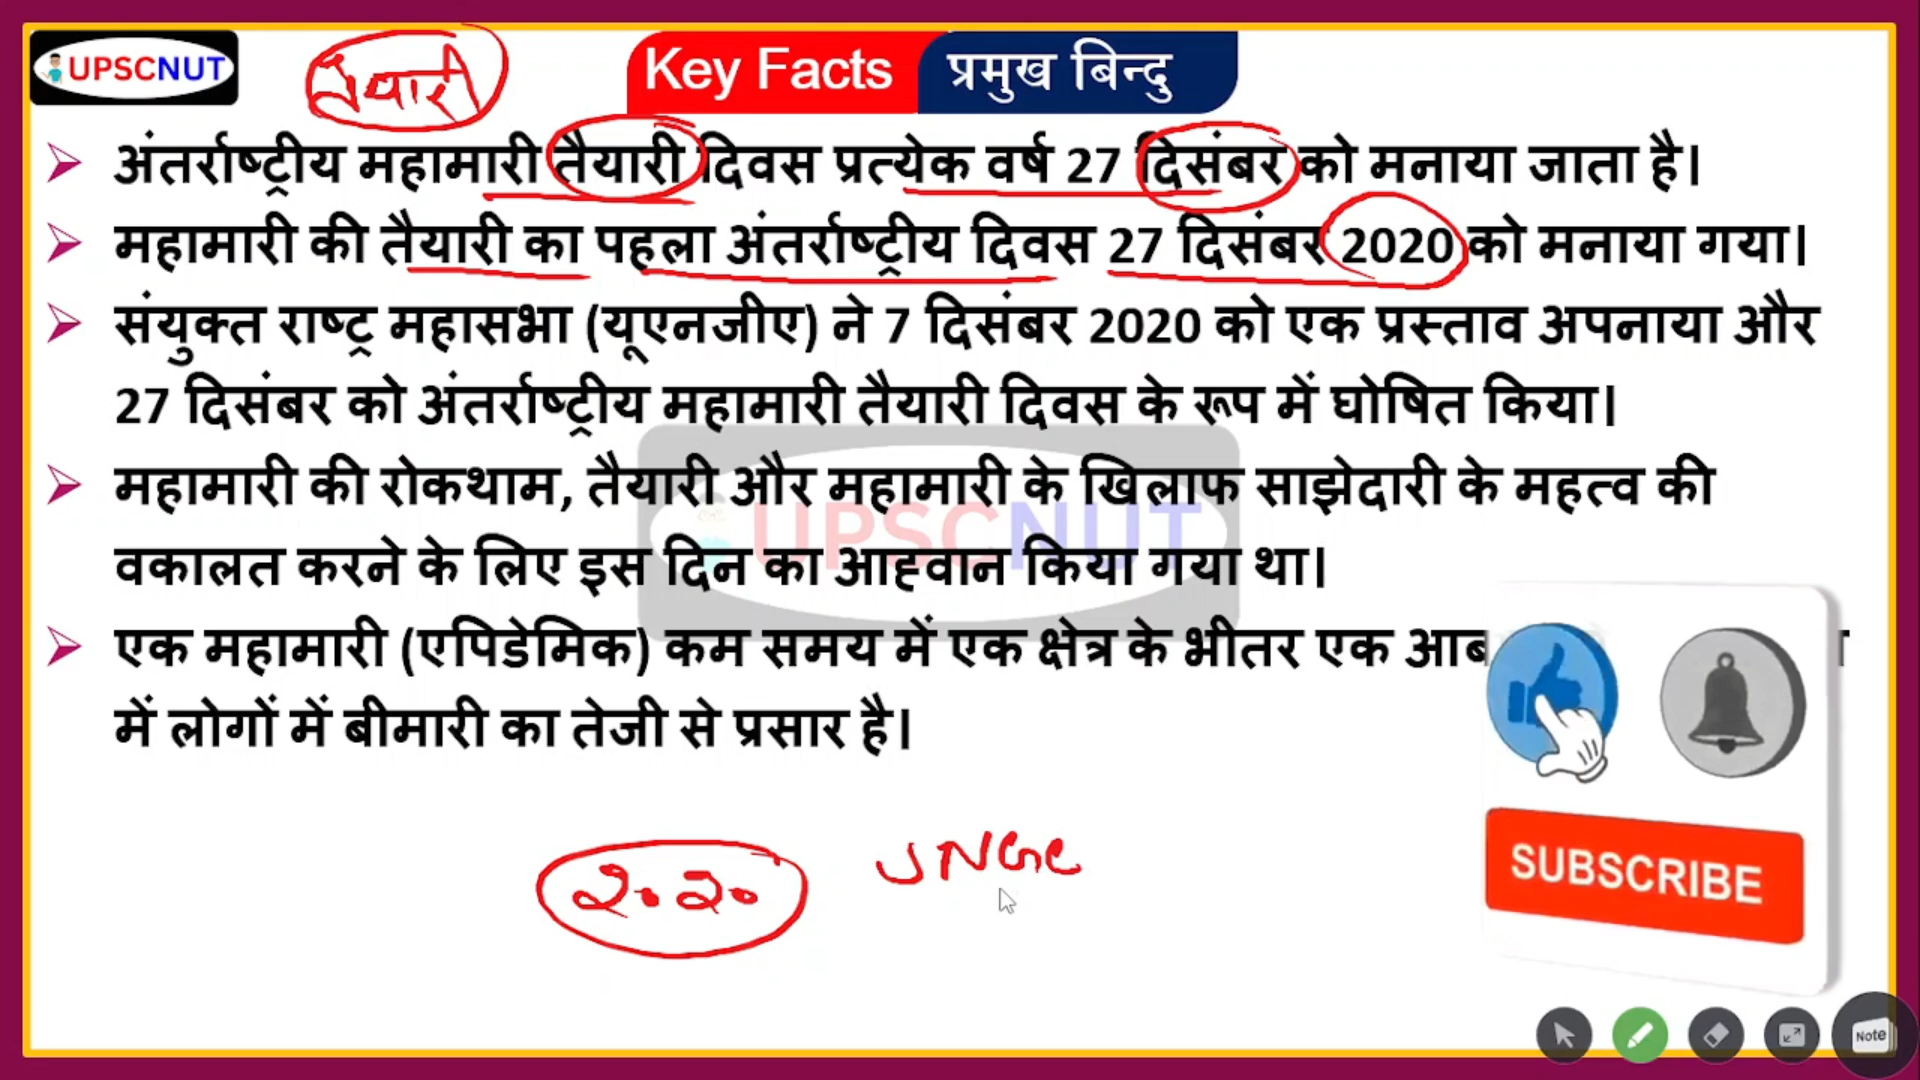 UPSCNUT
तैयारी
Key Facts प्रमुख बिन्दु
अंतर्राष्ट्रीय महामारी तैयारी दिवस प्रत्येक वर्ष 27 दिसंबर को मनाया जाता है।
महामारी की तैयारी का पहला अंतर्राष्ट्रीय दिवस 27 दिसंबर 2020 को मनाया गया।
संयुक्त राष्ट्र महासभा (यूएनजीए) ने 7 दिसंबर 2020 को एक प्रस्ताव अपनाया और
27 दिसंबर को अंतर्राष्ट्रीय महामारी तैयारी दिवस के रूप में घोषित किया।
महामारी की रोकथाम, तैयारी और महामारी के खिलाफ साझेदारी के महत्व की
वकालत करने के लिए इस दिन का आह्वान किया गया था।
UPSCNUT
एक महामारी (एपिडेमिक) कम समय में एक क्षेत्र के भीतर एक
में लोगों में बीमारी का तेजी से प्रसार है।
2020
SUBSCRIBE
Note